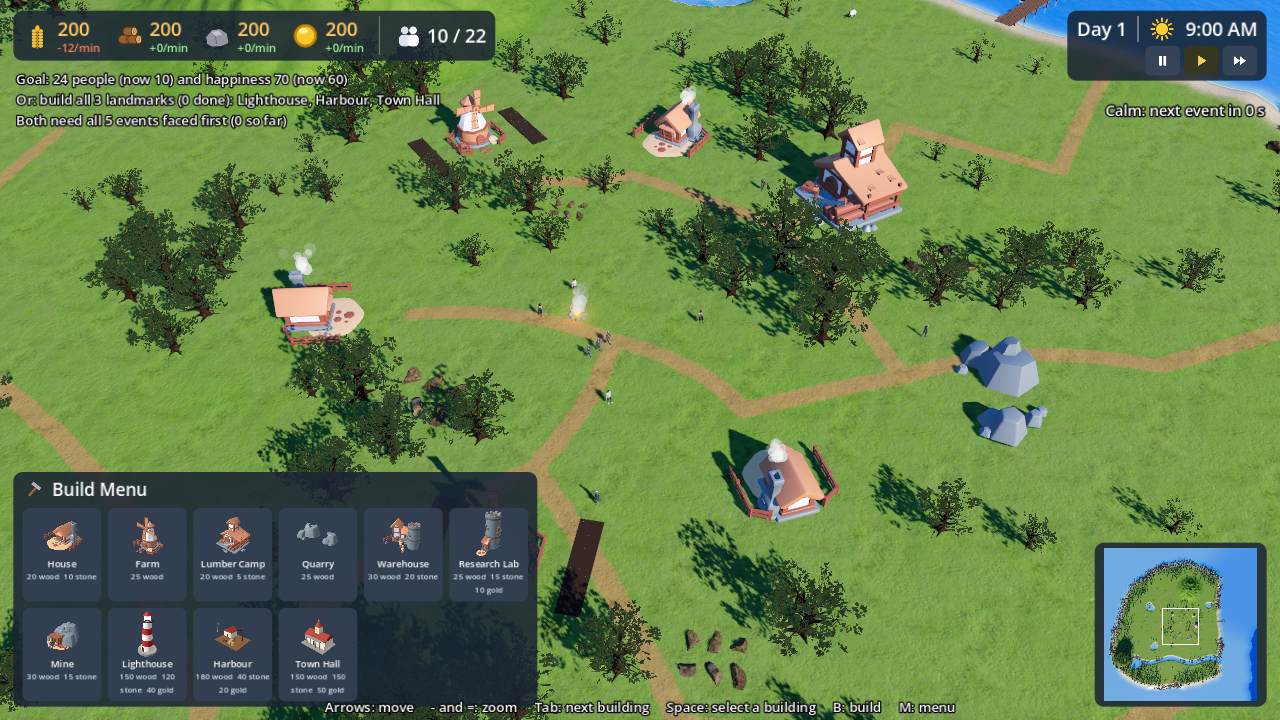 200 200 200 200 10 / 22
-12/min +0/min +0/min +0/min
Day 1 9:00 AM
Goal: 24 people (now 10) and happiness 70 (now 60)
Or: build all 3 landmarks (0 done): Lighthouse, Harbour, Town Hall
Both need all 5 events faced first (0 so far)
Calm: next event in 0 s
Build Menu
House
20 wood 10 stone
Farm
25 wood
Lumber Camp
20 wood 5 stone
Quarry
25 wood
Warehouse
30 wood 20 stone
Research Lab
25 wood 15 stone
10 gold
Mine
30 wood 15 stone
Lighthouse
150 wood 120
stone 40 gold
Harbour
180 wood 40 stone
20 gold
Town Hall
150 wood 150
stone 50 gold
Arrows: move - and =: zoom Tab: next building Space: select a building B: build M: menu